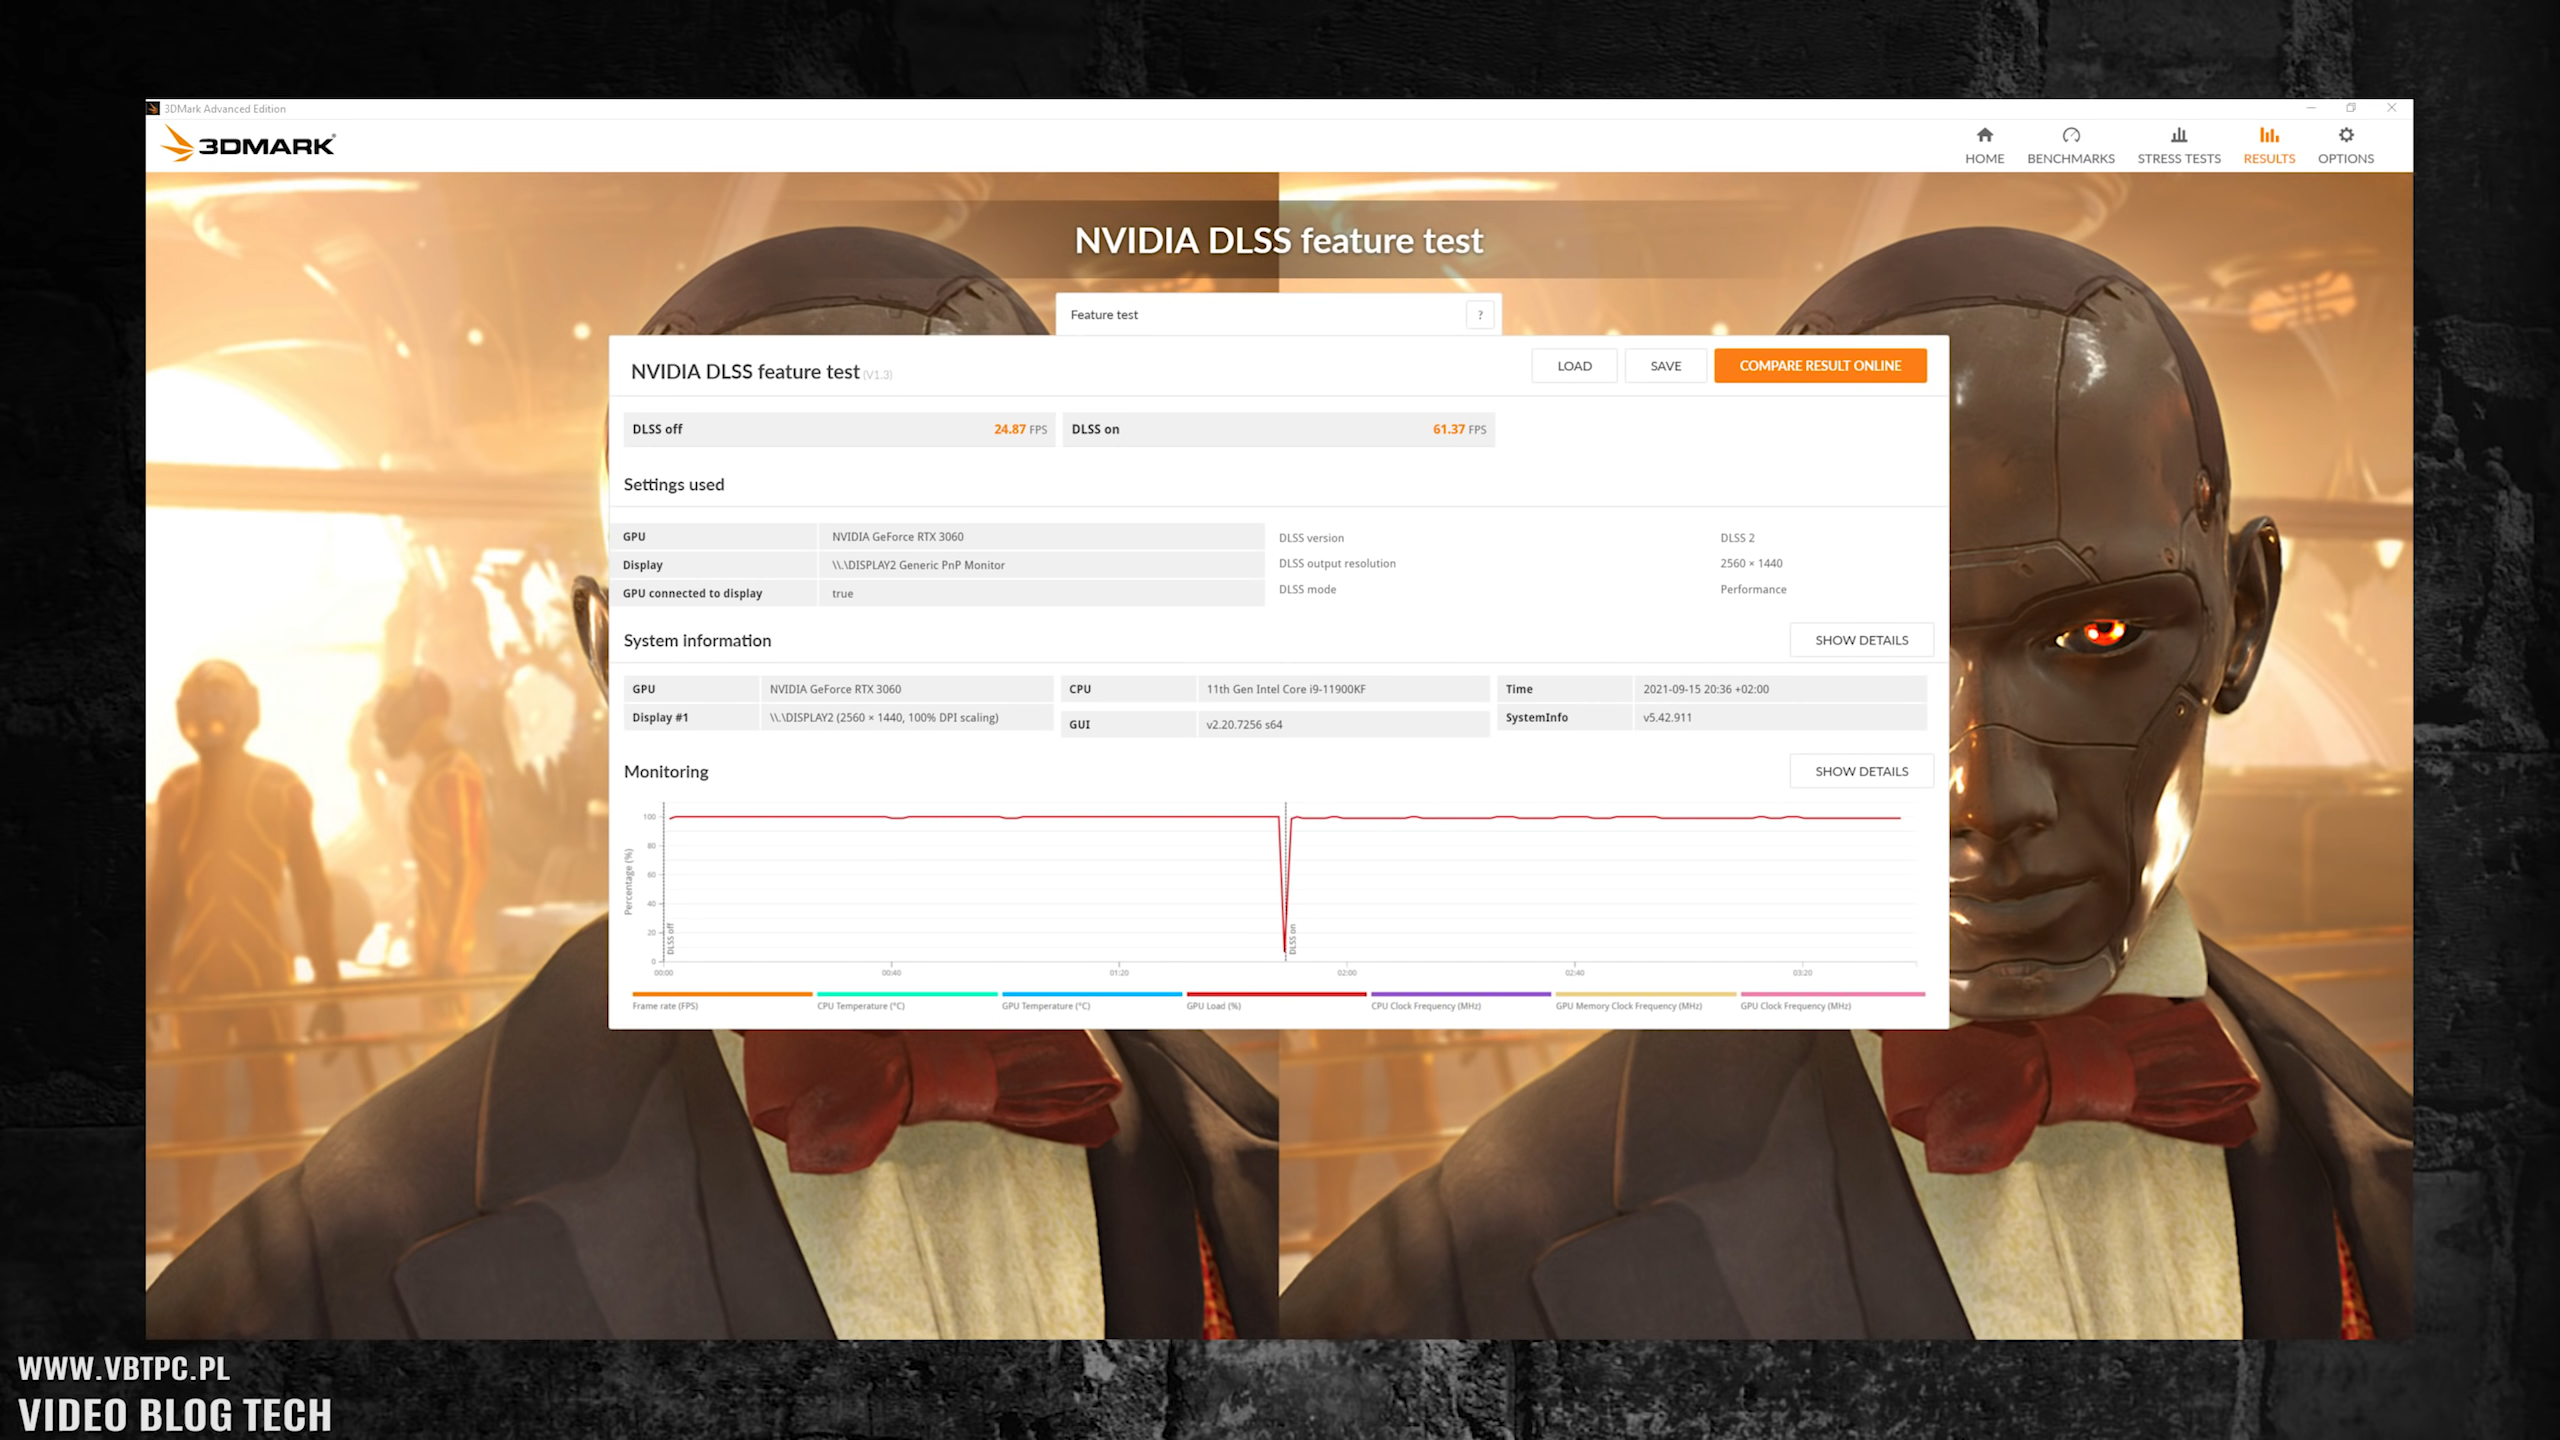 3DMark Advanced Edition
3DMARK
HOME
BENCHMARKS
STRESS TESTS
RESULTS
OPTIONS
NVIDIA DLSS feature test
Feature test
?
NVIDIA DLSS feature test (V1.3)
LOAD
SAVE
COMPARE RESULT ONLINE
DLSS off 24.87 FPS
DLSS on 61.37 FPS
Settings used
GPU NVIDIA GeForce RTX 3060
Display \\.\DISPLAY2 Generic PnP Monitor
GPU connected to display true
DLSS version DLSS 2
DLSS output resolution 2560 × 1440
DLSS mode Performance
System information
SHOW DETAILS
GPU NVIDIA GeForce RTX 3060
Display #1 \\.\DISPLAY2 (2560 × 1440, 100% DPI scaling)
CPU 11th Gen Intel Core i9-11900KF
GUI v2.20.7256 s64
Time 2021-09-15 20:36 +02:00
SystemInfo v5.42.911
Monitoring
SHOW DETAILS
Percentage (%)
100
80
60
40
20
0
DLSS off
DLSS on
00:00
00:40
01:20
02:00
02:40
03:20
Frame rate (FPS)
CPU Temperature (°C)
GPU Temperature (°C)
GPU Load (%)
CPU Clock Frequency (MHz)
GPU Memory Clock Frequency (MHz)
GPU Clock Frequency (MHz)
WWW.VBTPC.PL
VIDEO BLOG TECH